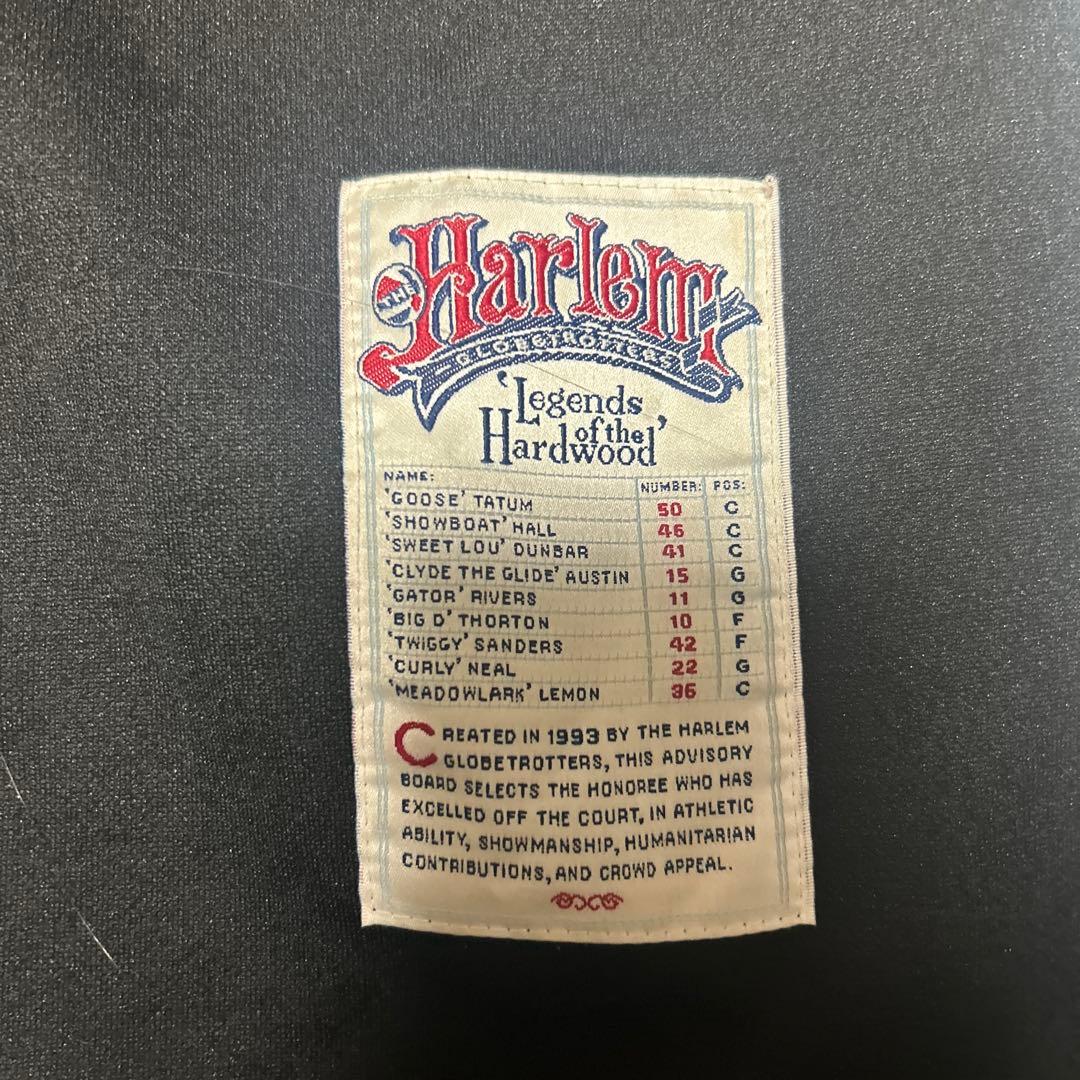 THE Harlem
GLOBETROTTERS
'Legends
of the
Hardwood'
NAME: NUMBER: POS:
'GOOSE' TATUM 50 C
'SHOWBOAT' HALL 46 C
'SWEET LOU' DUNBAR 41 C
'CLYDE THE GLIDE' AUSTIN 15 G
'GATOR' RIVERS 11 G
'BIG D' THORTON 10 F
'TWIGGY' SANDERS 42 F
'CURLY' NEAL 22 G
'MEADOWLARK' LEMON 36 C
CREATED IN 1993 BY THE HARLEM
GLOBETROTTERS, THIS ADVISORY
BOARD SELECTS THE HONOREE WHO HAS
EXCELLED OFF THE COURT, IN ATHLETIC
ABILITY, SHOWMANSHIP, HUMANITARIAN
CONTRIBUTIONS, AND CROWD APPEAL.